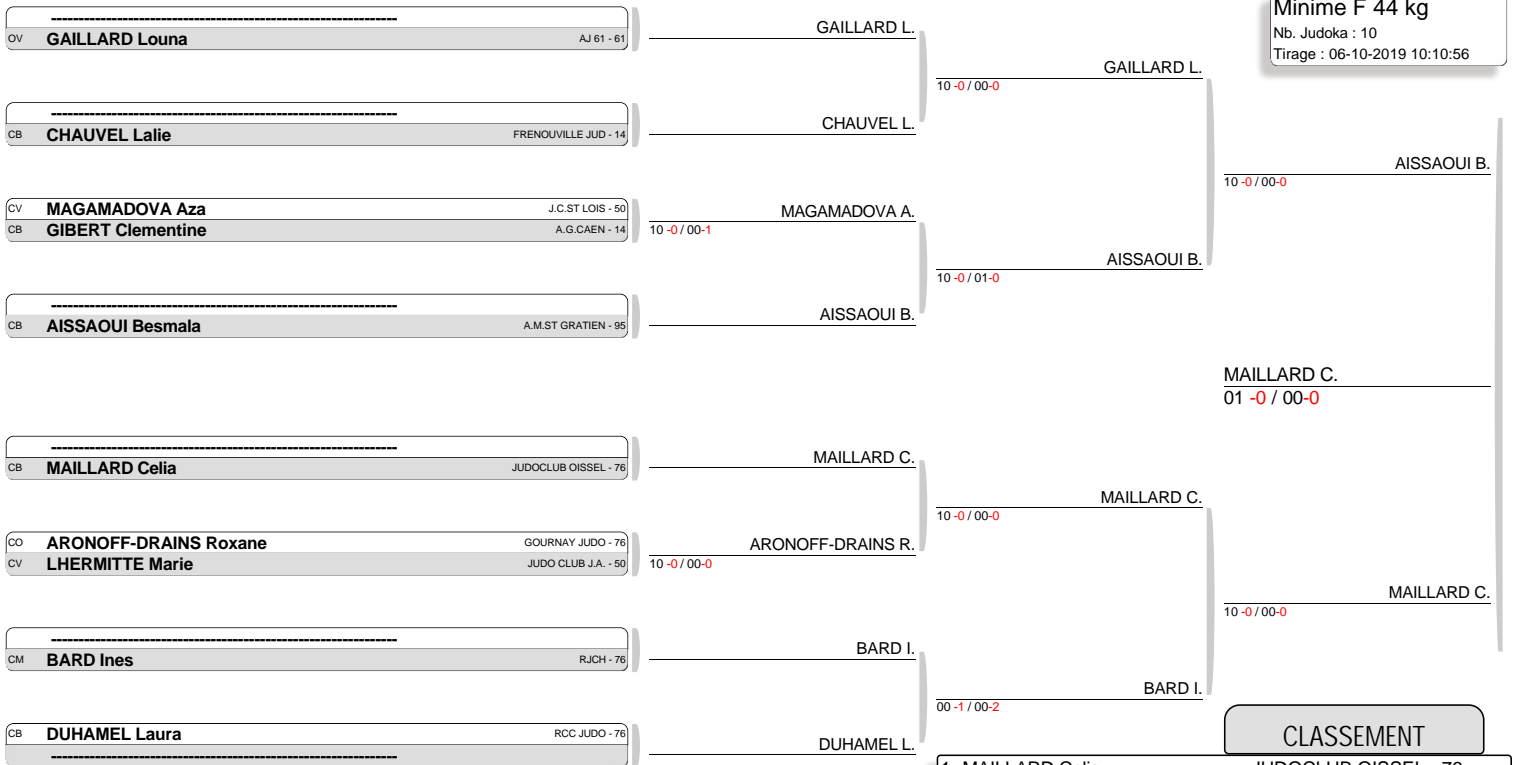 Minime F 44 kg
Nb. Judoka : 10
Tirage : 06-10-2019 10:10:56
----------------------------------------------------------------
OV GAILLARD Louna AJ 61 - 61
----------------------------------------------------------------
CB CHAUVEL Lalie FRENOUVILLE JUD - 14
CV MAGAMADOVA Aza J.C.ST LOIS - 50
CB GIBERT Clementine A.G.CAEN - 14
----------------------------------------------------------------
CB AISSAOUI Besmala A.M.ST GRATIEN - 95
----------------------------------------------------------------
CB MAILLARD Celia JUDOCLUB OISSEL - 76
CO ARONOFF-DRAINS Roxane GOURNAY JUDO - 76
CV LHERMITTE Marie JUDO CLUB J.A. - 50
----------------------------------------------------------------
CM BARD Ines RJCH - 76
CB DUHAMEL Laura RCC JUDO - 76
----------------------------------------------------------------
GAILLARD L.
CHAUVEL L.
MAGAMADOVA A.
10 -0 / 00-1
AISSAOUI B.
MAILLARD C.
ARONOFF-DRAINS R.
10 -0 / 00-0
BARD I.
DUHAMEL L.
GAILLARD L.
10 -0 / 00-0
AISSAOUI B.
10 -0 / 01-0
MAILLARD C.
10 -0 / 00-0
BARD I.
00 -1 / 00-2
AISSAOUI B.
10 -0 / 00-0
MAILLARD C.
01 -0 / 00-0
MAILLARD C.
10 -0 / 00-0
CLASSEMENT